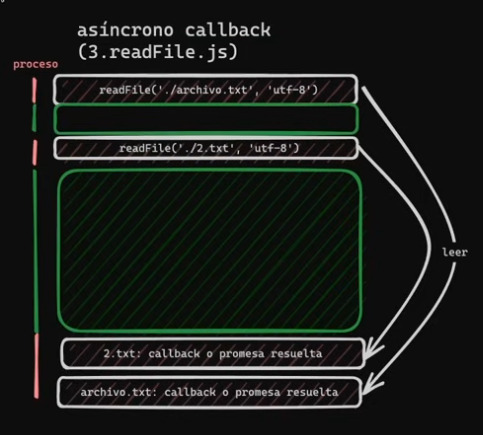 asíncrono callback
(3.readFile.js)
proceso
readFile('./archivo.txt', 'utf-8')
readFile('./2.txt', 'utf-8')
leer
2.txt: callback o promesa resuelta
archivo.txt: callback o promesa resuelta